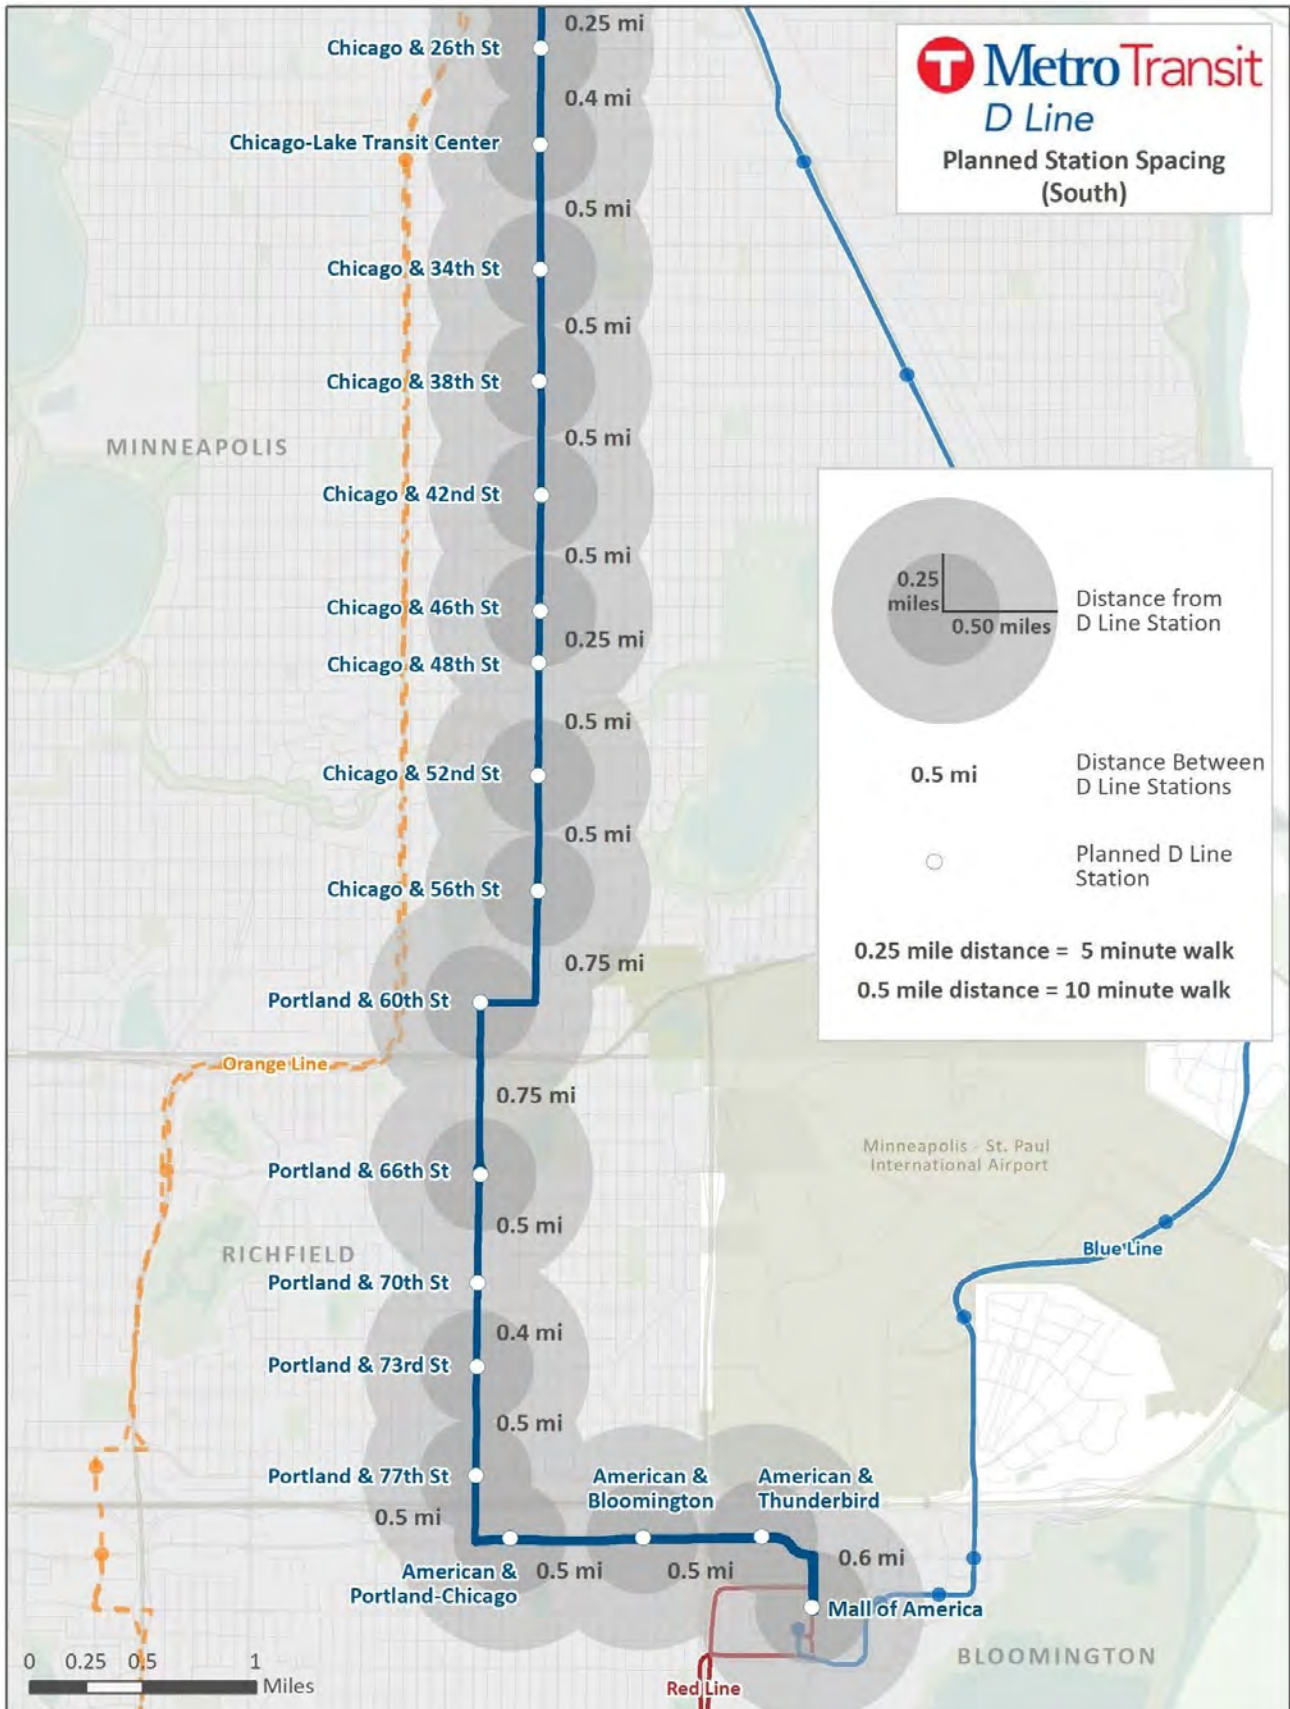 0.25 mi
Chicago & 26th St
MetroTransit
D Line
Planned Station Spacing
(South)
0.4 mi
Chicago-Lake Transit Center
0.5 mi
Chicago & 34th St
0.5 mi
Chicago & 38th St
0.5 mi
MINNEAPOLIS
Chicago & 42nd St
0.5 mi
Chicago & 46th St
0.25 mi
Chicago & 48th St
0.5 mi
Chicago & 52nd St
0.5 mi
Chicago & 56th St
0.75 mi
Portland & 60th St
Orange Line
0.75 mi
Portland & 66th St
0.5 mi
RICHFIELD
Portland & 70th St
0.4 mi
Portland & 73rd St
0.5 mi
Portland & 77th St
0.5 mi
American &
Portland-Chicago
0.5 mi
American &
Bloomington
0.5 mi
American &
Thunderbird
0.6 mi
Mall of America
BLOOMINGTON
Red Line
Blue Line
Minneapolis - St. Paul
International Airport
0.25
miles
0.50 miles
Distance from
D Line Station
0.5 mi
Distance Between
D Line Stations
Planned D Line
Station
0.25 mile distance = 5 minute walk
0.5 mile distance = 10 minute walk
0 0.25 0.5 1
Miles